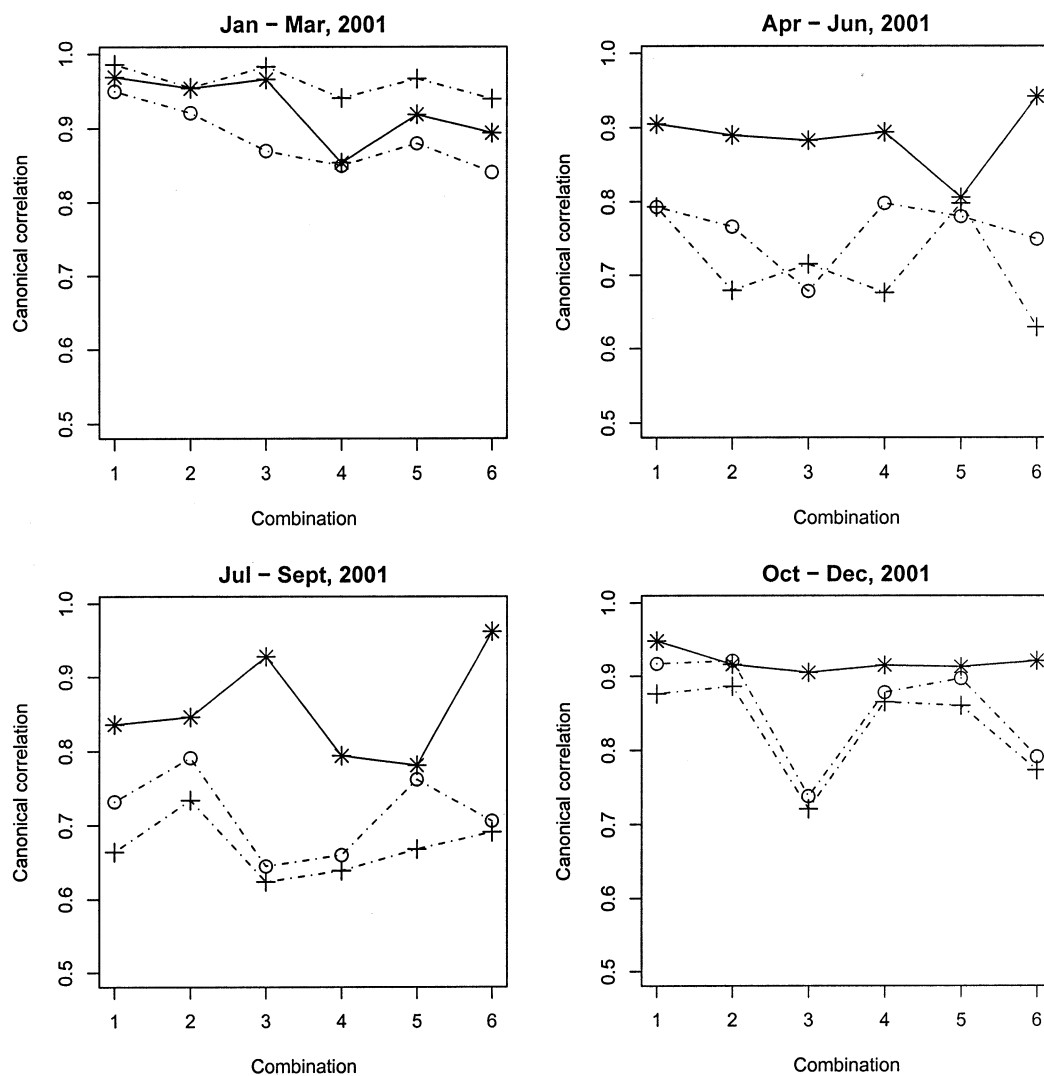 Jan − Mar, 2001
Canonical correlation
1.0
0.9
0.8
0.7
0.6
0.5
1 2 3 4 5 6
Combination
Apr − Jun, 2001
Canonical correlation
1.0
0.9
0.8
0.7
0.6
0.5
1 2 3 4 5 6
Combination
Jul − Sept, 2001
Canonical correlation
1.0
0.9
0.8
0.7
0.6
0.5
1 2 3 4 5 6
Combination
Oct − Dec, 2001
Canonical correlation
1.0
0.9
0.8
0.7
0.6
0.5
1 2 3 4 5 6
Combination